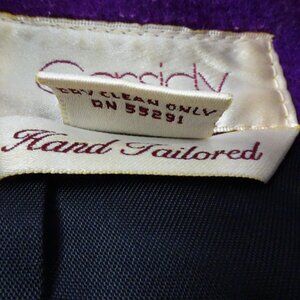 Cassidy
DRY CLEAN ONLY
RN 55291
Hand Tailored